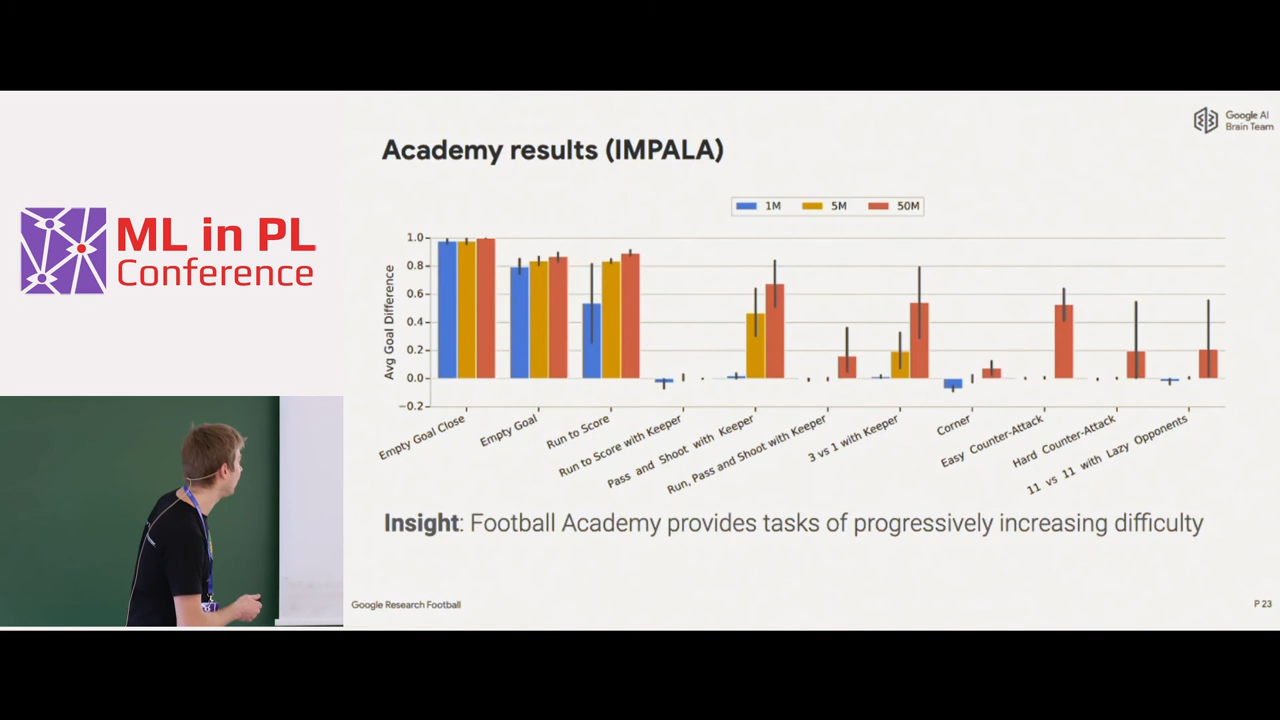 ML in PL
Conference
Google AI
Brain Team
Academy results (IMPALA)
1M 5M 50M
Avg Goal Difference
1.0
0.8
0.6
0.4
0.2
0.0
−0.2
Empty Goal Close
Empty Goal
Run to Score
Run to Score with Keeper
Pass and Shoot with Keeper
Run, Pass and Shoot with Keeper
3 vs 1 with Keeper
Corner
Easy Counter-Attack
Hard Counter-Attack
11 vs 11 with Lazy Opponents
Insight: Football Academy provides tasks of progressively increasing difficulty
Google Research Football
P 23